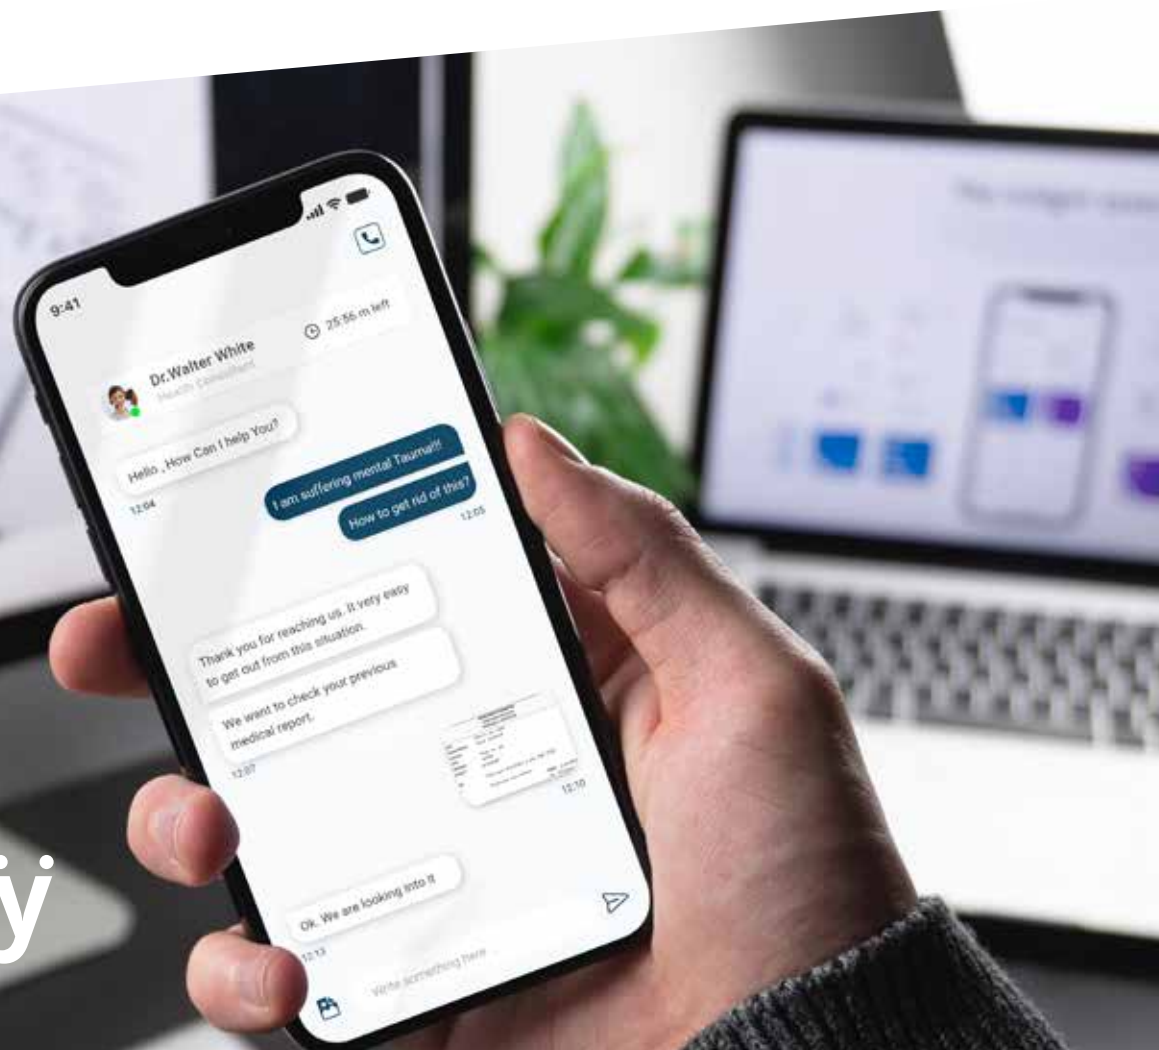 9:41
25:56 m left
Dr.Walter White
Health consultant
Hello , How Can I help You?
12:04
I am suffering mental Tauma!!!
How to get rid of this?
12:05
Thank you for reaching us. It very easy
to get out from this situation.
We want to check your previous
medical report.
12:07
12:10
Ok. We are looking into it
12:13
Write something here
ÿ